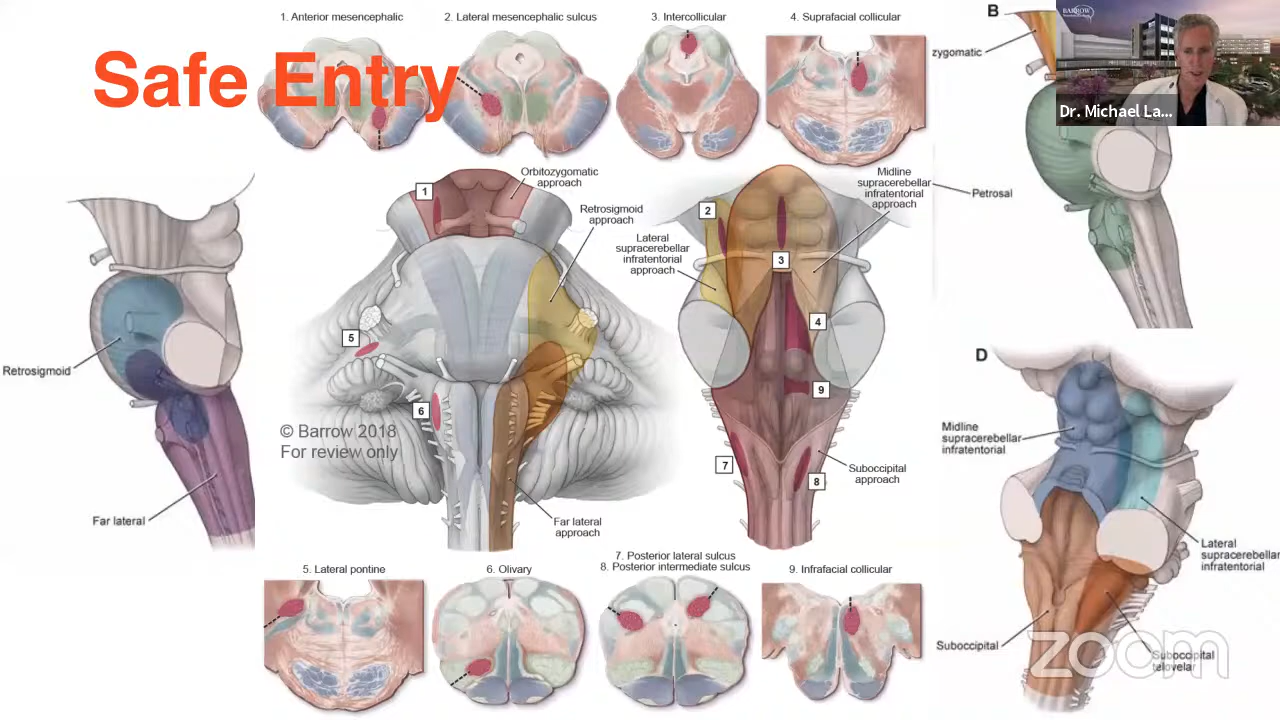 Safe Entry
1. Anterior mesencephalic
2. Lateral mesencephalic sulcus
3. Intercollicular
4. Suprafacial collicular
B
zygomatic
BARROW
Dr. Michael La...
Petrosal
Retrosigmoid
Far lateral
1
Orbitozygomatic
approach
Retrosigmoid
approach
5
6
© Barrow 2018
For review only
Far lateral
approach
2
Lateral
supracerebellar
infratentorial
approach
Midline
supracerebellar
infratentorial
approach
3
4
9
7
8
Suboccipital
approach
D
Midline
supracerebellar
infratentorial
Lateral
supracerebellar
infratentorial
Suboccipital
Suboccipital
telovelar
zoom
5. Lateral pontine
6. Olivary
7. Posterior lateral sulcus
8. Posterior intermediate sulcus
9. Infrafacial collicular